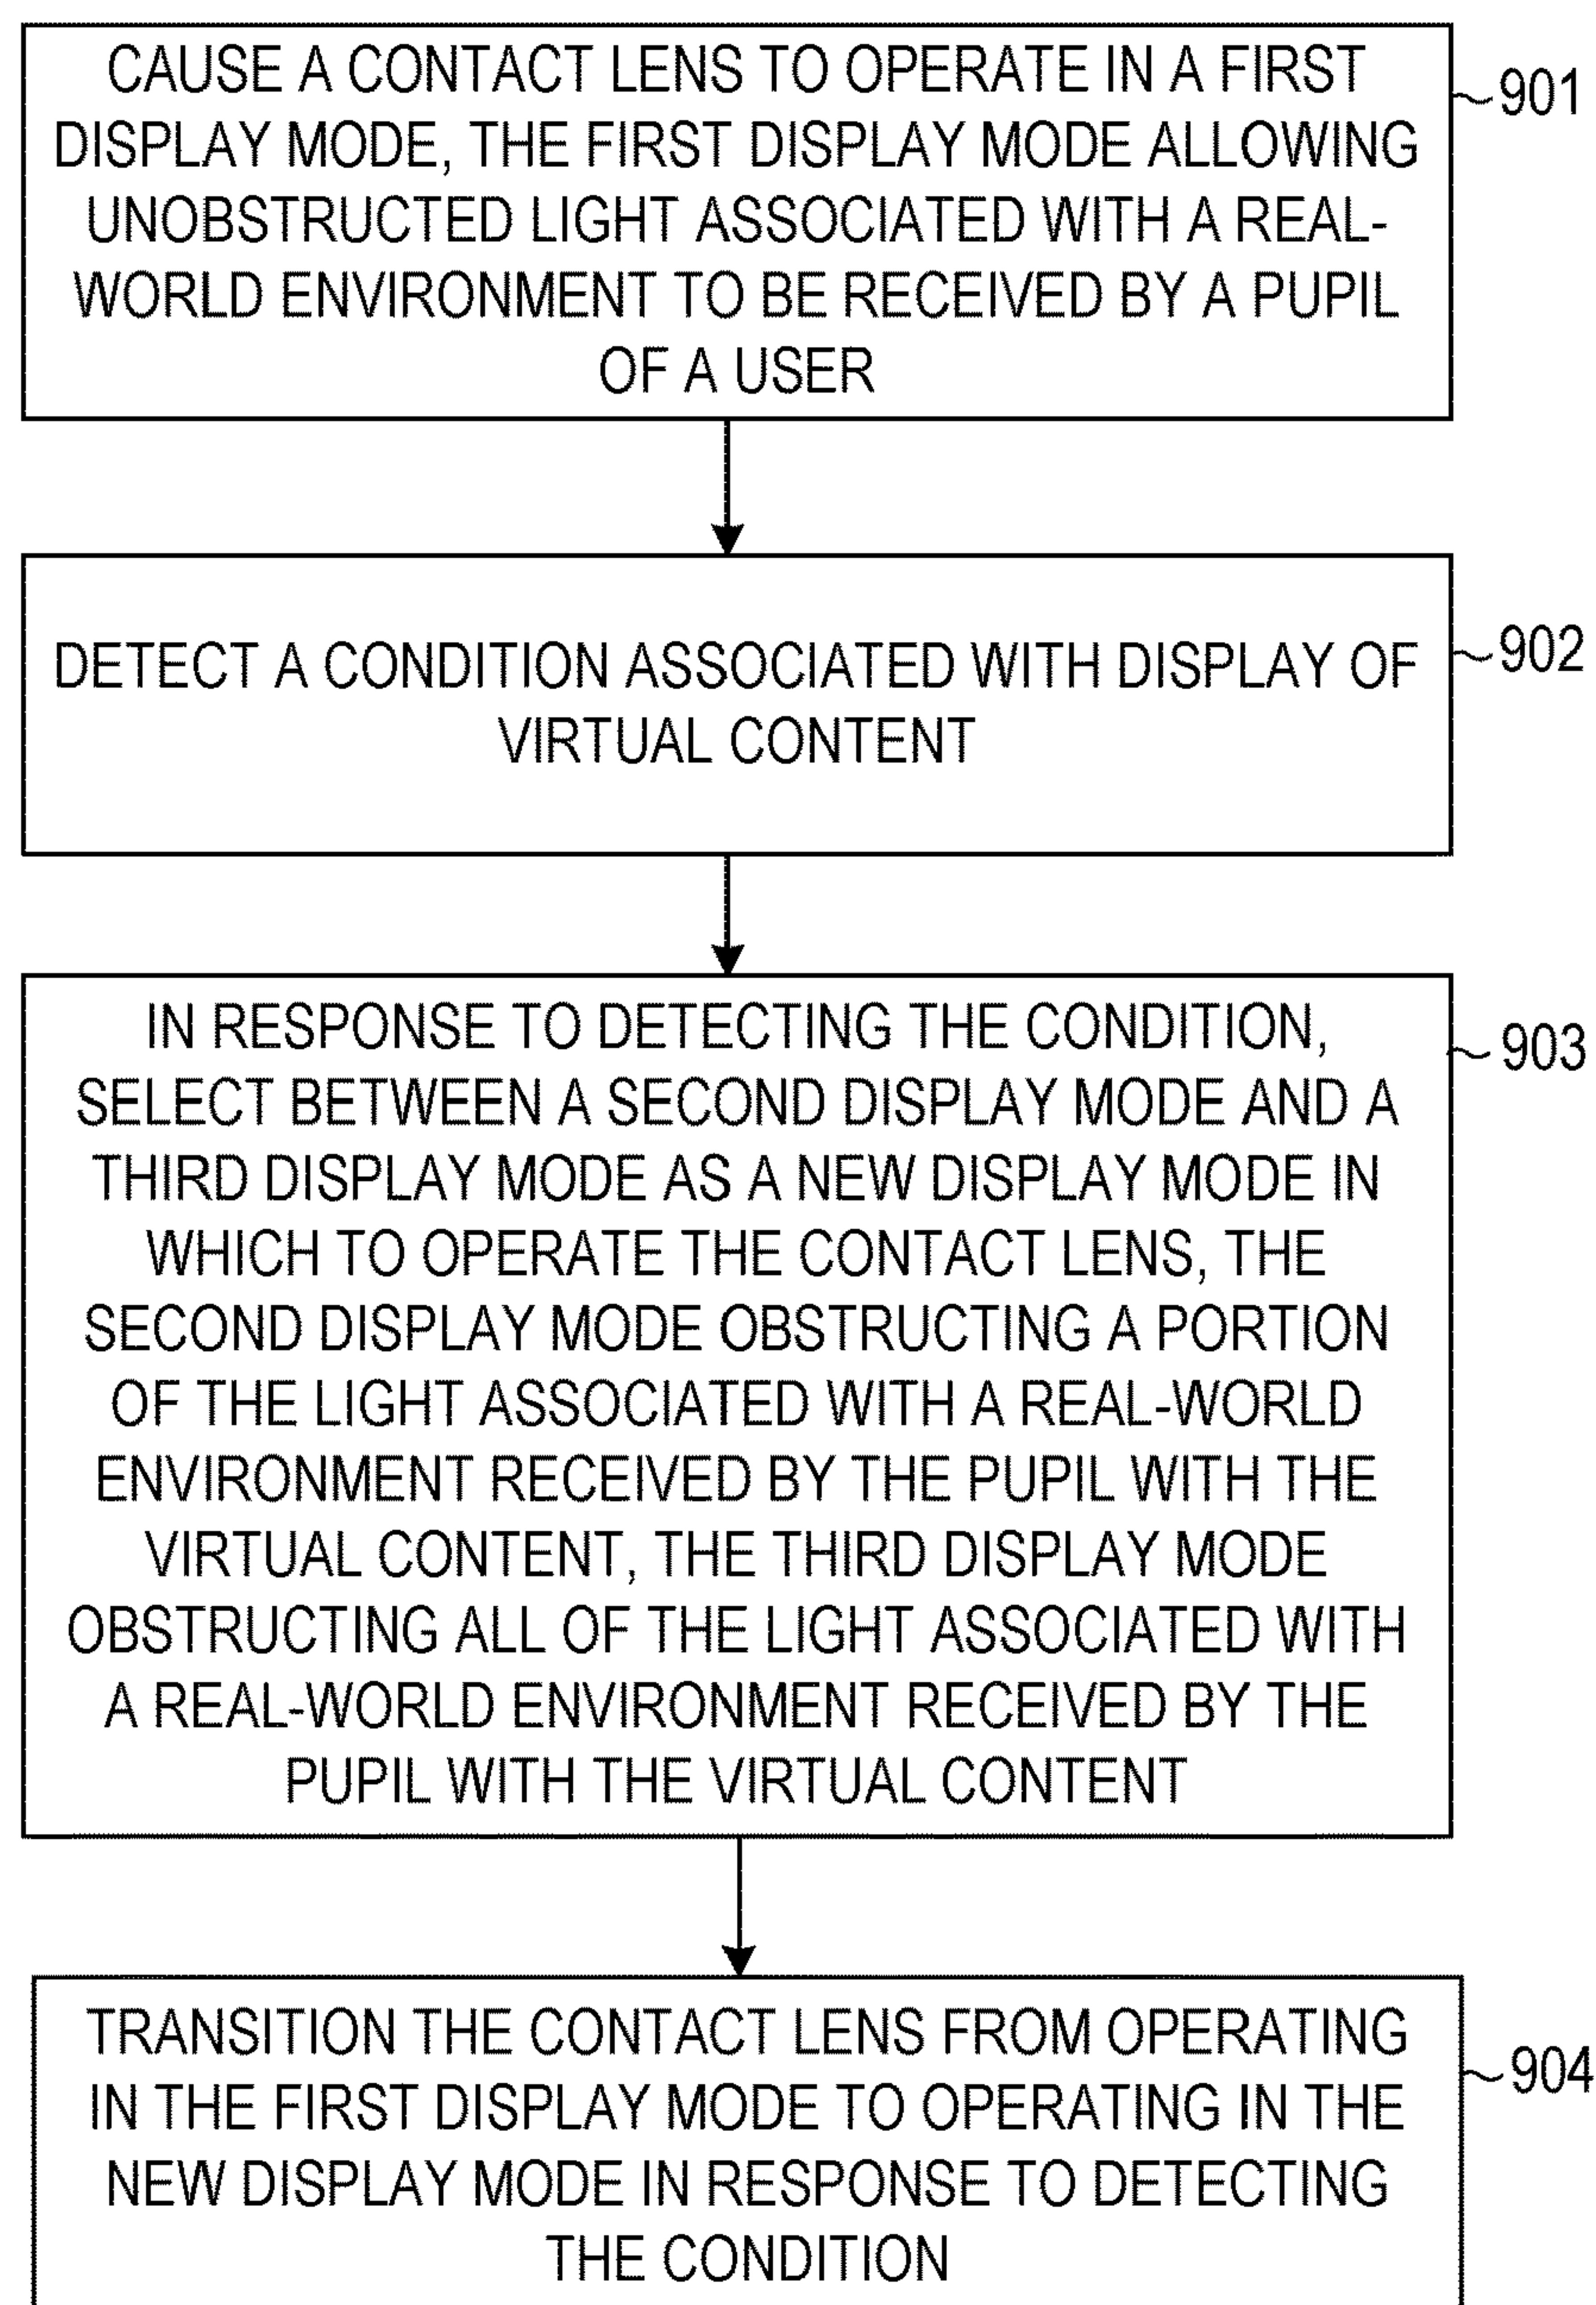 CAUSE A CONTACT LENS TO OPERATE IN A FIRST
DISPLAY MODE, THE FIRST DISPLAY MODE ALLOWING
UNOBSTRUCTED LIGHT ASSOCIATED WITH A REAL-
WORLD ENVIRONMENT TO BE RECEIVED BY A PUPIL
OF A USER
901
DETECT A CONDITION ASSOCIATED WITH DISPLAY OF
VIRTUAL CONTENT
902
IN RESPONSE TO DETECTING THE CONDITION,
SELECT BETWEEN A SECOND DISPLAY MODE AND A
THIRD DISPLAY MODE AS A NEW DISPLAY MODE IN
WHICH TO OPERATE THE CONTACT LENS, THE
SECOND DISPLAY MODE OBSTRUCTING A PORTION
OF THE LIGHT ASSOCIATED WITH A REAL-WORLD
ENVIRONMENT RECEIVED BY THE PUPIL WITH THE
VIRTUAL CONTENT, THE THIRD DISPLAY MODE
OBSTRUCTING ALL OF THE LIGHT ASSOCIATED WITH
A REAL-WORLD ENVIRONMENT RECEIVED BY THE
PUPIL WITH THE VIRTUAL CONTENT
903
TRANSITION THE CONTACT LENS FROM OPERATING
IN THE FIRST DISPLAY MODE TO OPERATING IN THE
NEW DISPLAY MODE IN RESPONSE TO DETECTING
THE CONDITION
904